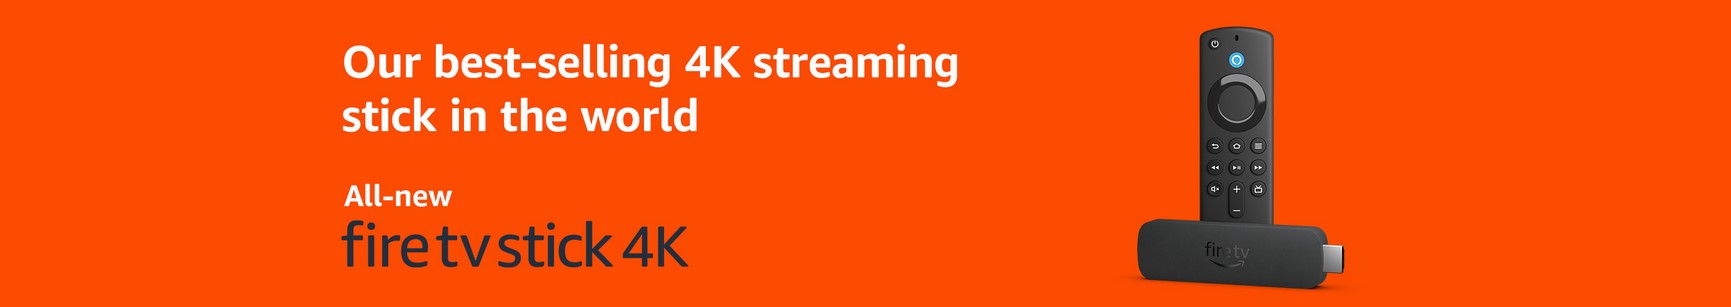 Our best-selling 4K streaming
stick in the world
All-new
fire tv stick 4K
fire tv